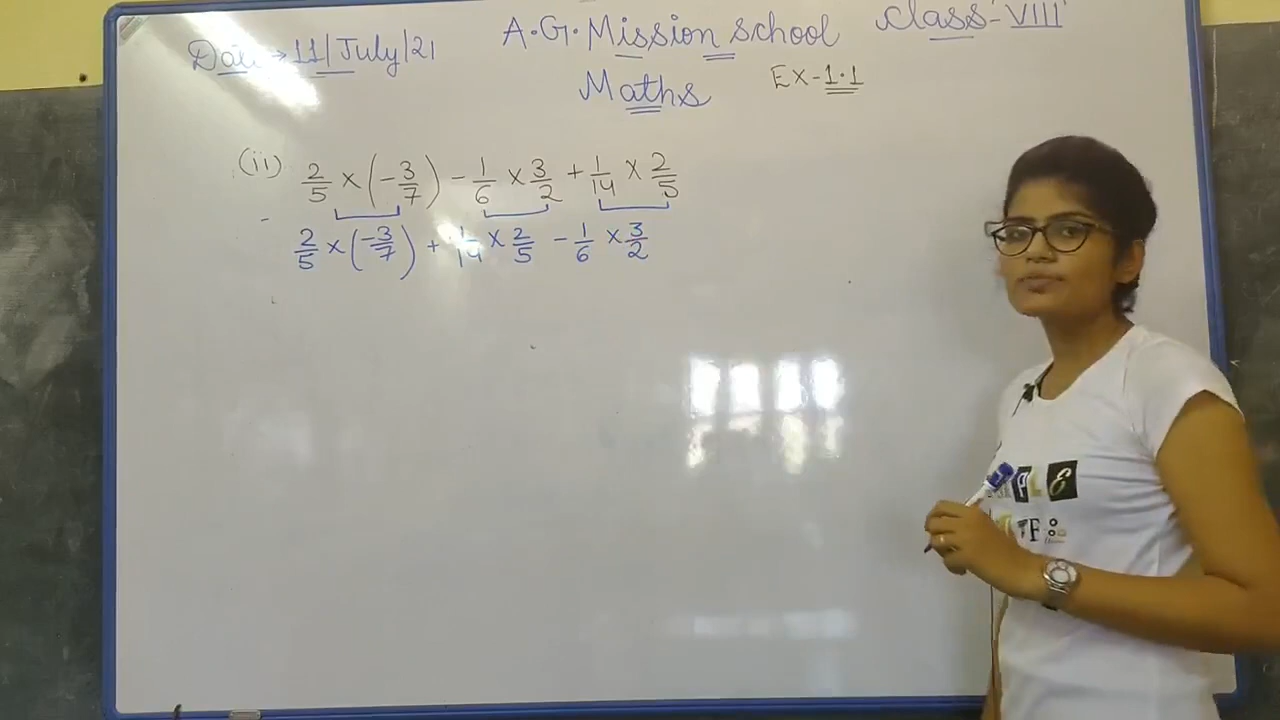 Date → 11/July/21 A.G. Mission school Class-VIII
Maths Ex-1.1
(ii) 2/5 × (-3/7) - 1/6 × 3/2 + 1/14 × 2/5
2/5 × (-3/7) + 1/14 × 2/5 - 1/6 × 3/2